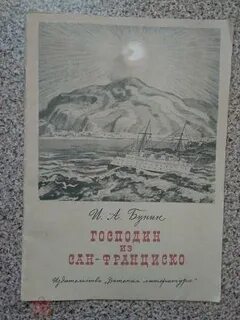 И. А. Бунин
ГОСПОДИН
ИЗ
САН-ФРАНЦИСКО
Издательство „Детская литература"